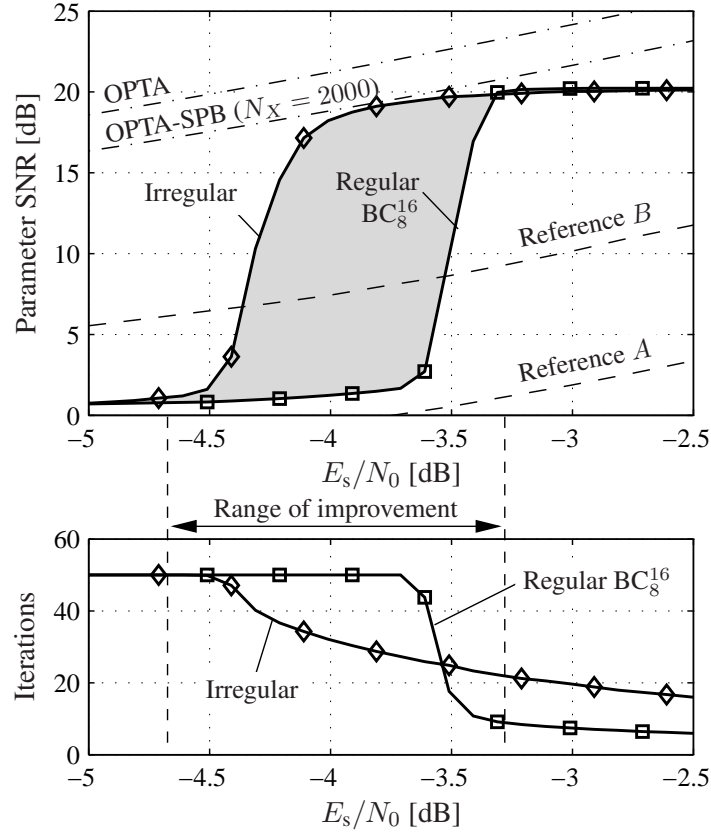 25
20
15
10
5
0
Parameter SNR [dB]
OPTA
OPTA-SPB (N_X = 2000)
Irregular
Regular
BC_8^16
Reference B
Reference A
−5
−4.5
−4
−3.5
−3
−2.5
E_s/N_0 [dB]
Range of improvement
60
40
20
0
Iterations
Regular BC_8^16
Irregular
−5
−4.5
−4
−3.5
−3
−2.5
E_s/N_0 [dB]